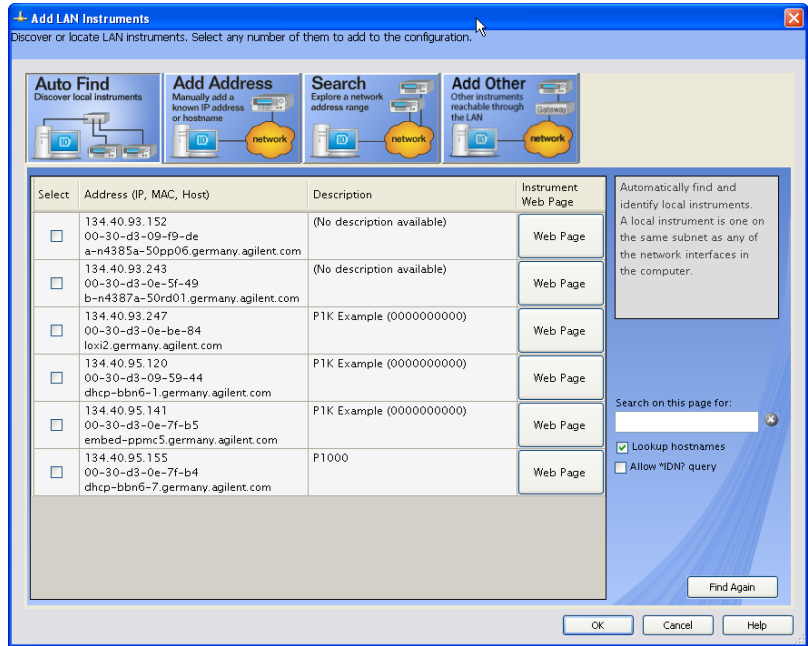 Add LAN Instruments
Discover or locate LAN instruments. Select any number of them to add to the configuration.
Auto Find
Discover local instruments
IO
Add Address
Manually add a
known IP address
or hostname
IO
network
Search
Explore a network
address range
IO
network
Add Other
Other instruments
reachable through
the LAN
Gateway
IO
network
Select
Address (IP, MAC, Host)
Description
Instrument
Web Page
134.40.93.152
00-30-d3-09-f9-de
a-n4385a-50pp06.germany.agilent.com
(No description available)
Web Page
134.40.93.243
00-30-d3-0e-5f-49
b-n4387a-50rd01.germany.agilent.com
(No description available)
Web Page
134.40.93.247
00-30-d3-0e-be-84
loxi2.germany.agilent.com
P1K Example (0000000000)
Web Page
134.40.95.120
00-30-d3-09-59-44
dhcp-bbn6-1.germany.agilent.com
P1K Example (0000000000)
Web Page
134.40.95.141
00-30-d3-0e-7f-b5
embed-ppmc5.germany.agilent.com
P1K Example (0000000000)
Web Page
134.40.95.155
00-30-d3-0e-7f-b4
dhcp-bbn6-7.germany.agilent.com
P1000
Web Page
Automatically find and
identify local instruments.
A local instrument is one on
the same subnet as any of
the network interfaces in
the computer.
Search on this page for:
Lookup hostnames
Allow *IDN? query
Find Again
OK
Cancel
Help